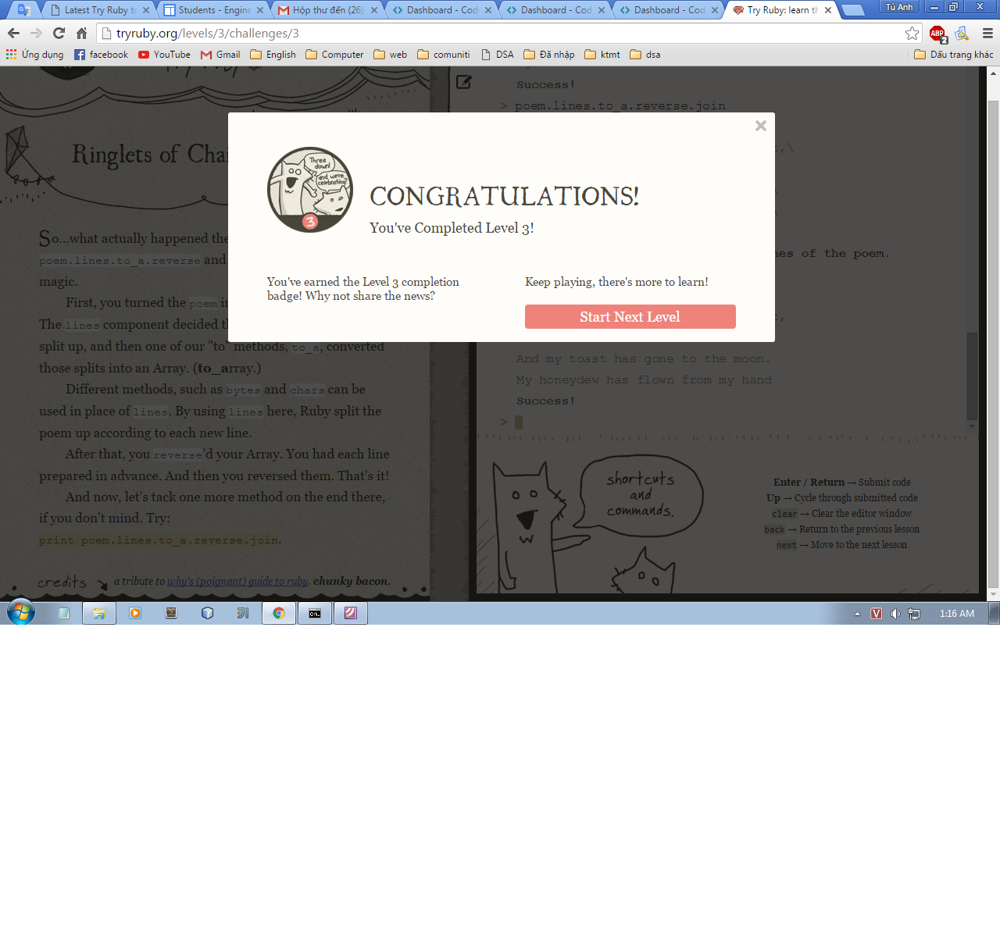 Latest Try Ruby to
Students - Engine
Hộp thư đến (26)
Dashboard - Cod
Dashboard - Cod
Dashboard - Cod
Try Ruby: learn th
Tú Anh
tryruby.org/levels/3/challenges/3
ABP
2
Ứng dụng
facebook
YouTube
Gmail
English
Computer
web
comuniti
DSA
Đã nhập
ktmt
dsa
Dấu trang khác
Success!
> poem.lines.to_a.reverse.join
Ringlets of Chai
Three down!
and we're celebrating?
3
CONGRATULATIONS!
You've Completed Level 3!
You've earned the Level 3 completion
badge! Why not share the news?
Keep playing, there's more to learn!
Start Next Level
So...what actually happened the
poem.lines.to_a.reverse and
magic.
First, you turned the poem i
The lines component decided th
split up, and then one of our "to" methods, to_a, converted
those splits into an Array. (to_array.)
Different methods, such as bytes and chars can be
used in place of lines. By using lines here, Ruby split the
poem up according to each new line.
After that, you reverse'd your Array. You had each line
prepared in advance. And then you reversed them. That's it!
And now, let's tack one more method on the end there,
if you don't mind. Try:
print poem.lines.to_a.reverse.join.
credits
a tribute to why's (poignant) guide to ruby. chunky bacon.
t,\
\
\
nes of the poem.
t,
And my toast has gone to the moon.
My honeydew has flown from my hand
Success!
>
shortcuts
and
commands.
Enter / Return → Submit code
Up → Cycle through submitted code
clear → Clear the editor window
back → Return to the previous lesson
next → Move to the next lesson
V
1:16 AM